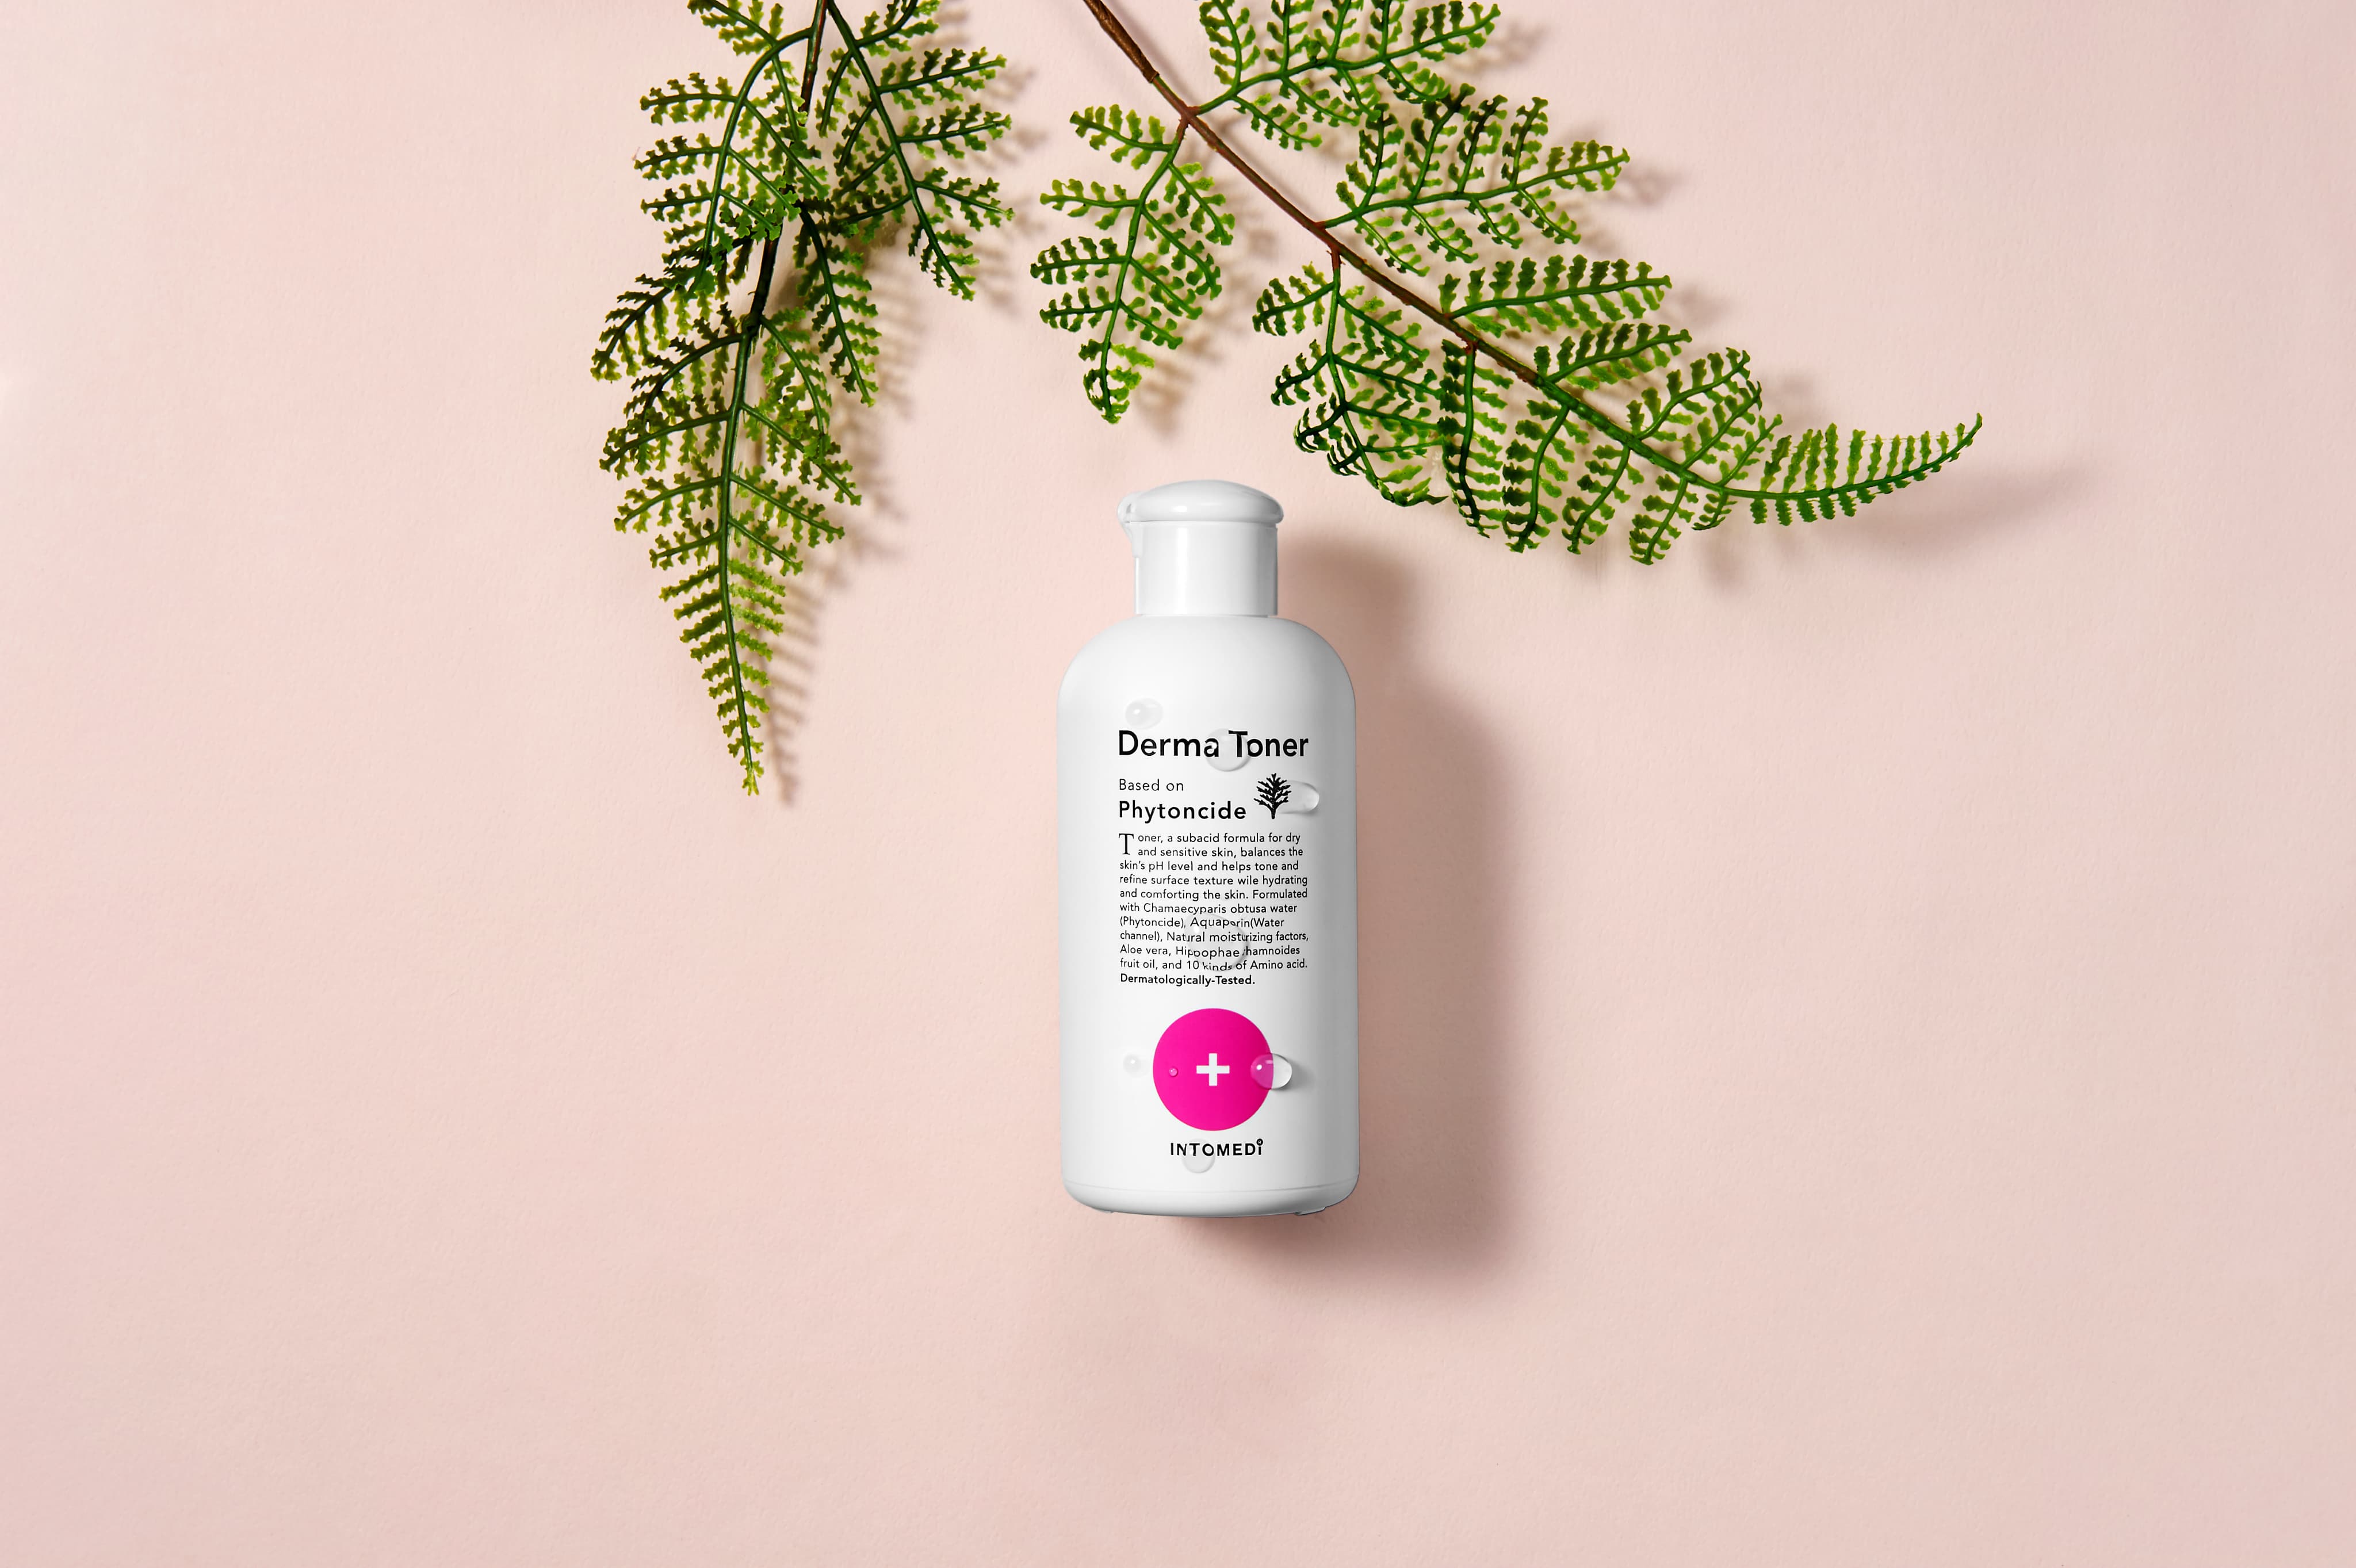 Derma Toner
Based on
Phytoncide
Toner, a subacid formula for dry
and sensitive skin, balances the
skin's pH level and helps tone and
refine surface texture wile hydrating
and comforting the skin. Formulated
with Chamaecyparis obtusa water
(Phytoncide), Aquaporin(Water
channel), Natural moisturizing factors,
Aloe vera, Hippophae rhamnoides
fruit oil, and 10 kinds of Amino acid.
Dermatologically-Tested.
INTOMEDi